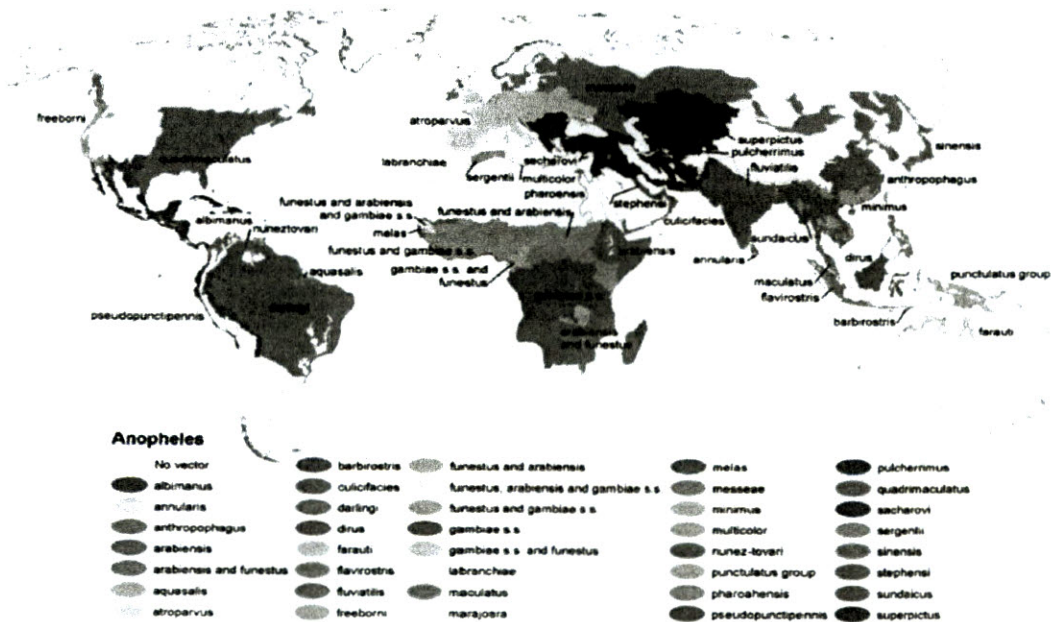 freeborni
quadrimaculatus
atroparvus
messeae
labranchiae
sergentii
sacharovi
multicolor
pharoensis
stephensi
superpictus
pulcherrimus
fluviatilis
sinensis
anthropophagus
minimus
culicifacies
sundaicus
annularis
dirus
maculatus
flavirostris
barbirostris
punctulatus group
farauti
funestus and arabiensis
and gambiae s.s.
funestus and arabiensis
melas
funestus and gambiae s.s.
gambiae s.s. and
funestus
arabiensis
arabiensis
and funestus
albimanus
nuneztovari
aquasalis
pseudopunctipennis
Anopheles
No vector
albimanus
annularis
anthropophagus
arabiensis
arabiensis and funestus
aquasalis
atroparvus
barbirostris
culicifacies
darlingi
dirus
farauti
flavirostris
fluviatilis
freeborni
funestus and arabiensis
funestus, arabiensis and gambiae s.s
funestus and gambiae s.s.
gambiae s.s
gambiae s.s and funestus
labranchiae
maculatus
marajoara
melas
messeae
minimus
multicolor
nunez-tovari
punctulatus group
pharoahensis
pseudopunctipennis
pulcherrimus
quadrimaculatus
sacharovi
sergentii
sinensis
stephensi
sundaicus
superpictus